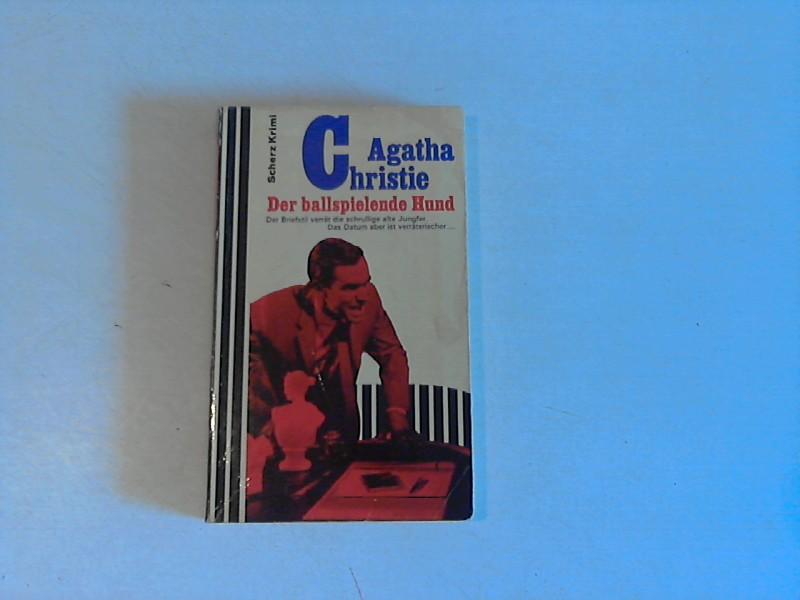 Scherz Krimi
Agatha
Christie
Der ballspielende Hund
Der Briefstil verrät die schrullige alte Jungfer.
Das Datum aber ist verräterischer ...